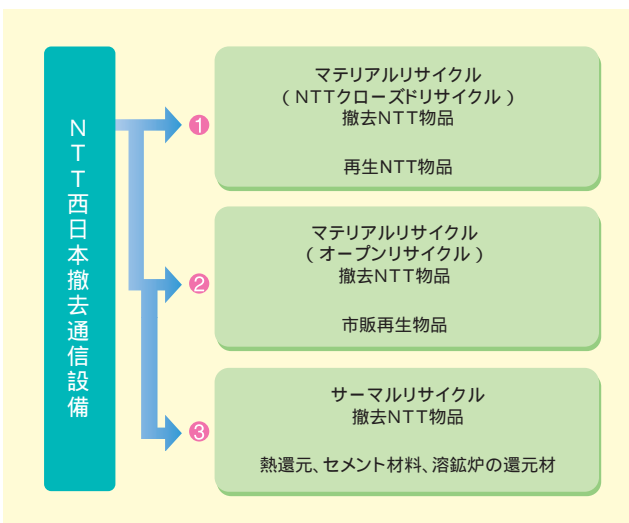 NTT西日本撤去通信設備
1
マテリアルリサイクル
(NTTクローズドリサイクル)
撤去NTT物品
再生NTT物品
2
マテリアルリサイクル
(オープンリサイクル)
撤去NTT物品
市販再生物品
3
サーマルリサイクル
撤去NTT物品
熱還元、セメント材料、溶鉱炉の還元材